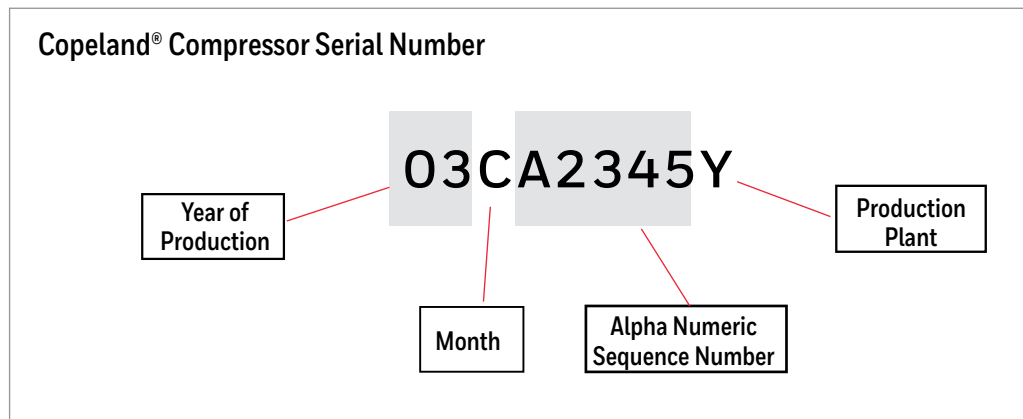 Copeland® Compressor Serial Number
03CA2345Y
Year of
Production
Production
Plant
Month
Alpha Numeric
Sequence Number